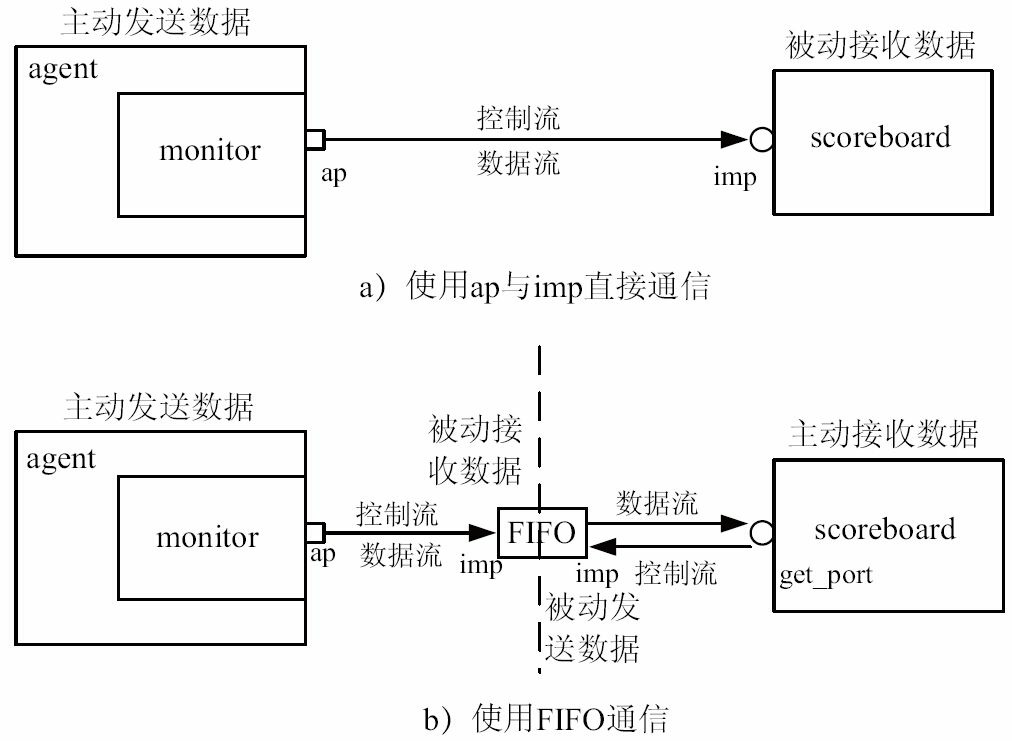 主动发送数据
被动接收数据
agent
monitor
控制流
scoreboard
数据流
ap
imp
a）使用ap与imp直接通信
主动发送数据
被动接
收数据
主动接收数据
agent
monitor
控制流
数据流
ap
imp
FIFO
数据流
imp
控制流
scoreboard
get_port
被动发
送数据
b）使用FIFO通信